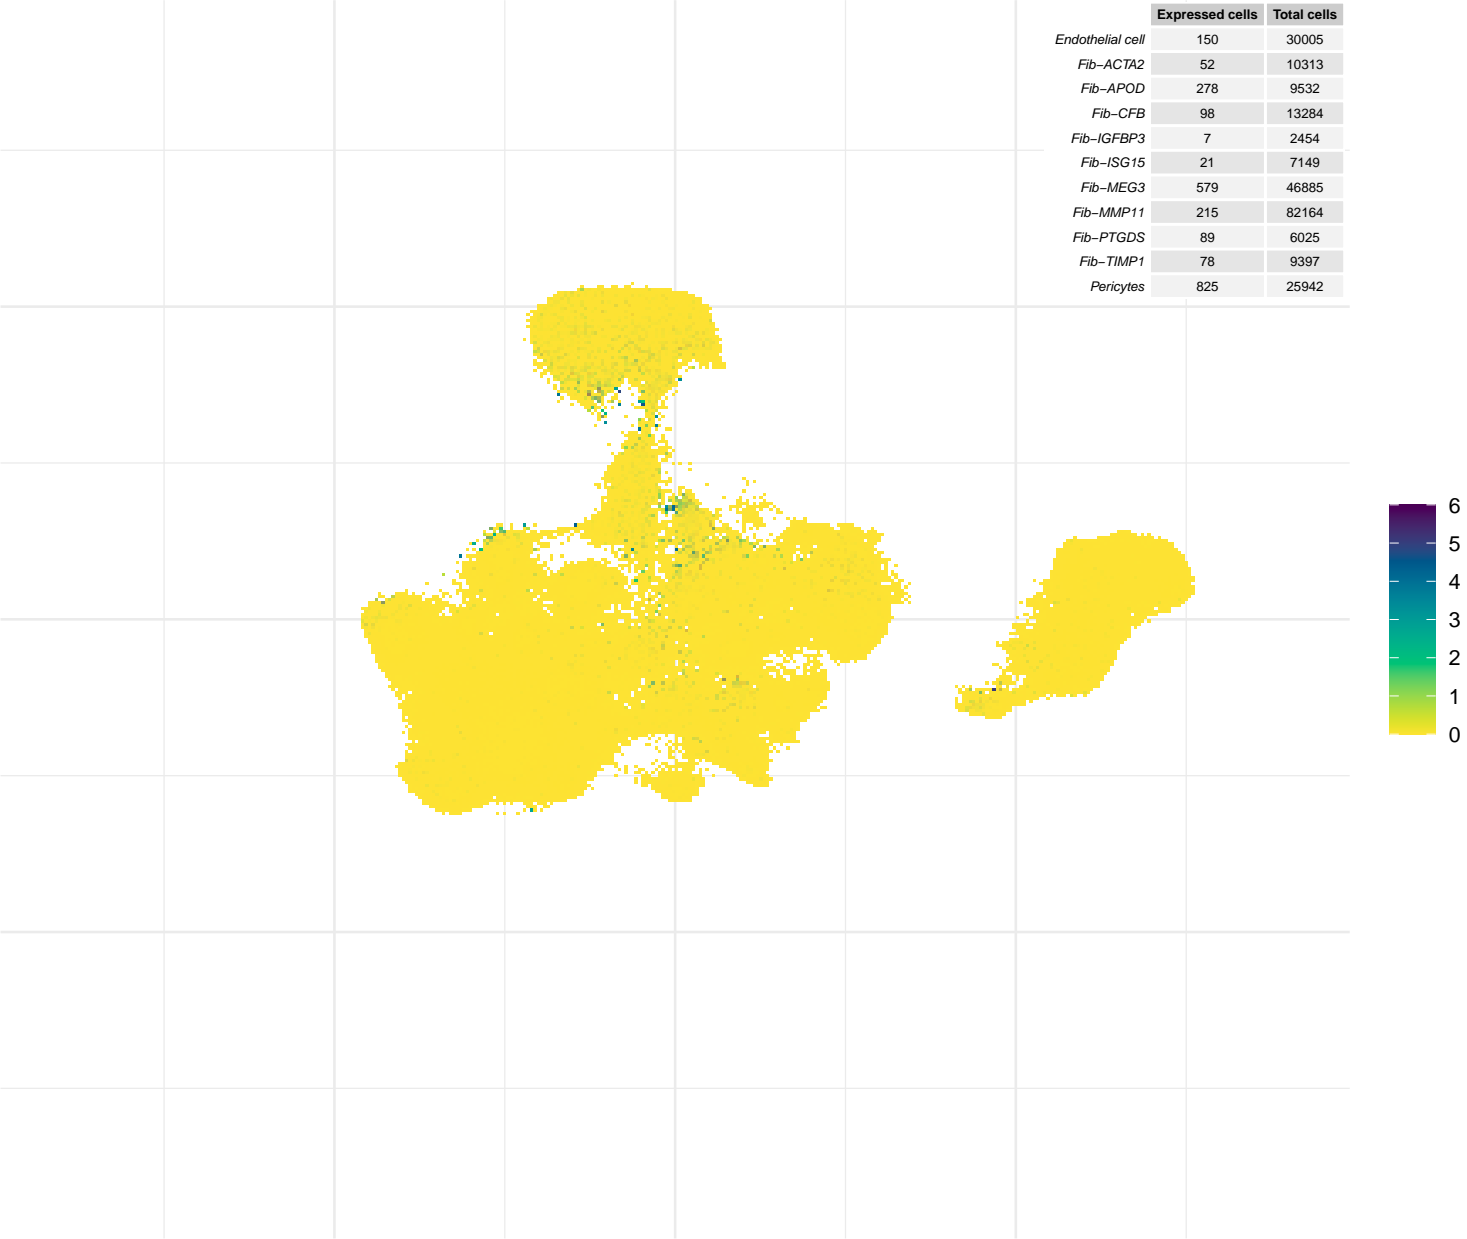 Expressed cells Total cells
Endothelial cell 150 30005
Fib−ACTA2 52 10313
Fib−APOD 278 9532
Fib−CFB 98 13284
Fib−IGFBP3 7 2454
Fib−ISG15 21 7149
Fib−MEG3 579 46885
Fib−MMP11 215 82164
Fib−PTGDS 89 6025
Fib−TIMP1 78 9397
Pericytes 825 25942
6
5
4
3
2
1
0